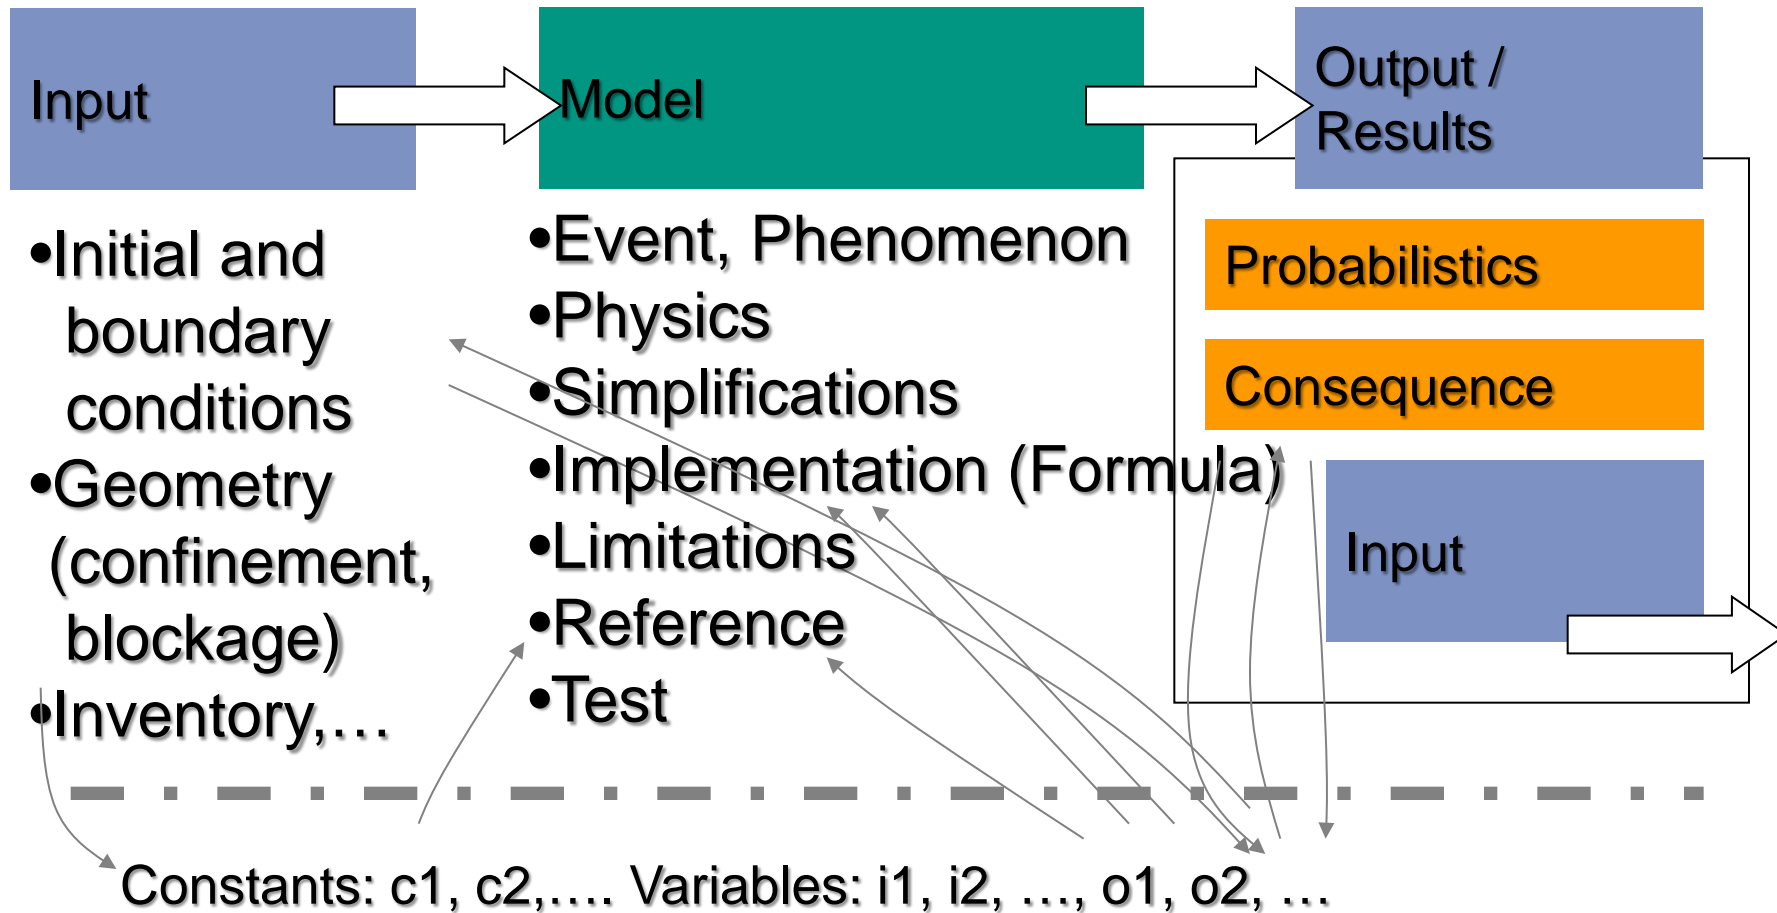 Input
Model
Output /
Results
•Initial and
boundary
conditions
•Geometry
(confinement,
blockage)
•Inventory,…
•Event, Phenomenon
•Physics
•Simplifications
•Implementation (Formula)
•Limitations
•Reference
•Test
Probabilistics
Consequence
Input
Constants: c1, c2,…. Variables: i1, i2, …, o1, o2, …